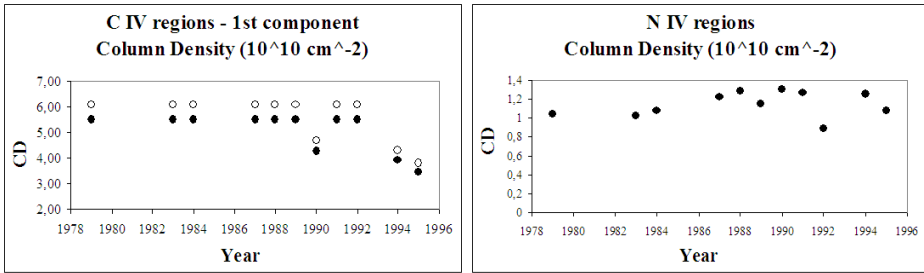 C IV regions - 1st component
Column Density (10^10 cm^-2)
7,00
6,00
5,00
4,00
3,00
2,00
CD
1978 1980 1982 1984 1986 1988 1990 1992 1994 1996
Year
N IV regions
Column Density (10^10 cm^-2)
1,4
1,2
1
0,8
0,6
0,4
0,2
0
CD
1978 1980 1982 1984 1986 1988 1990 1992 1994 1996
Year